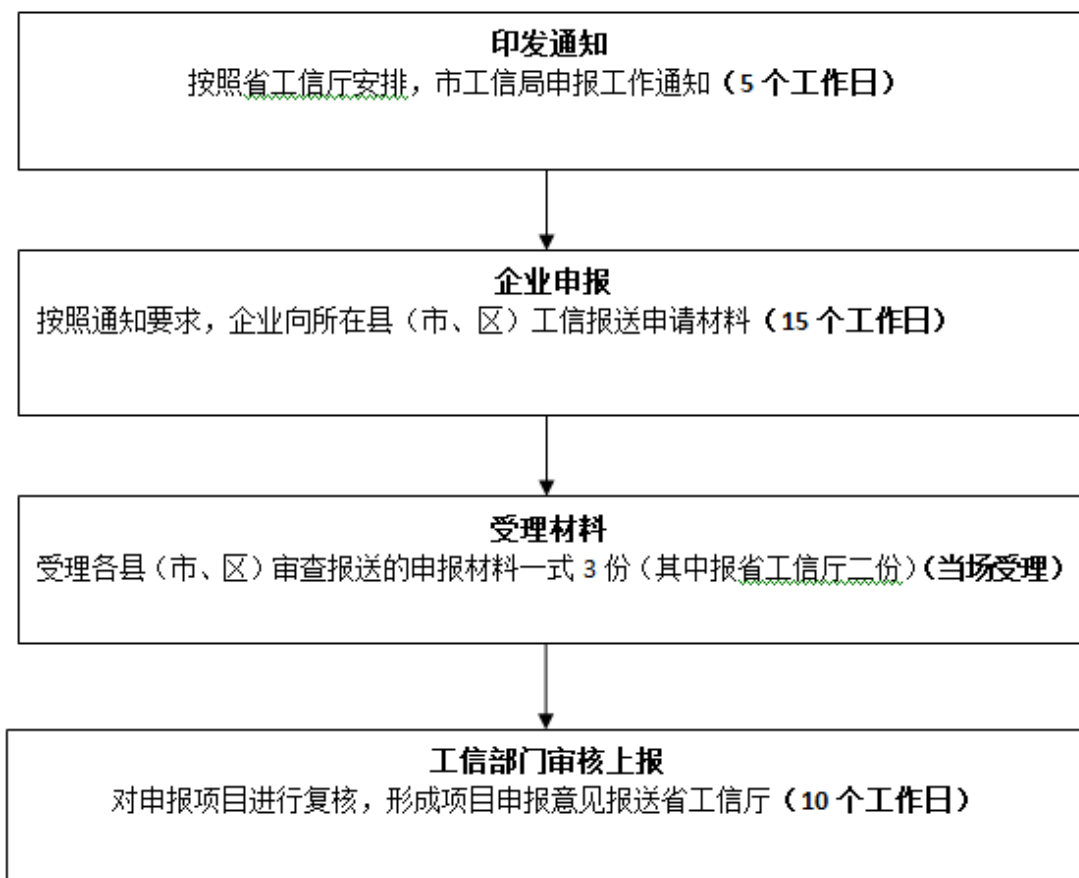 印发通知
按照省工信厅安排，市工信局申报工作通知（5 个工作日）
企业申报
按照通知要求，企业向所在县（市、区）工信报送申请材料（15 个工作日）
受理材料
受理各县（市、区）审查报送的申报材料一式 3 份（其中报省工信厅二份）（当场受理）
工信部门审核上报
对申报项目进行复核，形成项目申报意见报送省工信厅（10 个工作日）